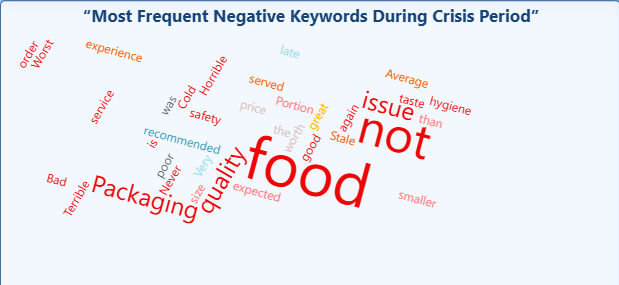 “Most Frequent Negative Keywords During Crisis Period”
order
Worst
experience
late
Horrible
Cold
was
served
Average
service
safety
price
Portion
great
again
issue
taste
hygiene
than
not
recommended
is
the
worth
good
Stale
poor
Very
Never
quality
food
Bad
Terrible
Packaging
size
expected
smaller